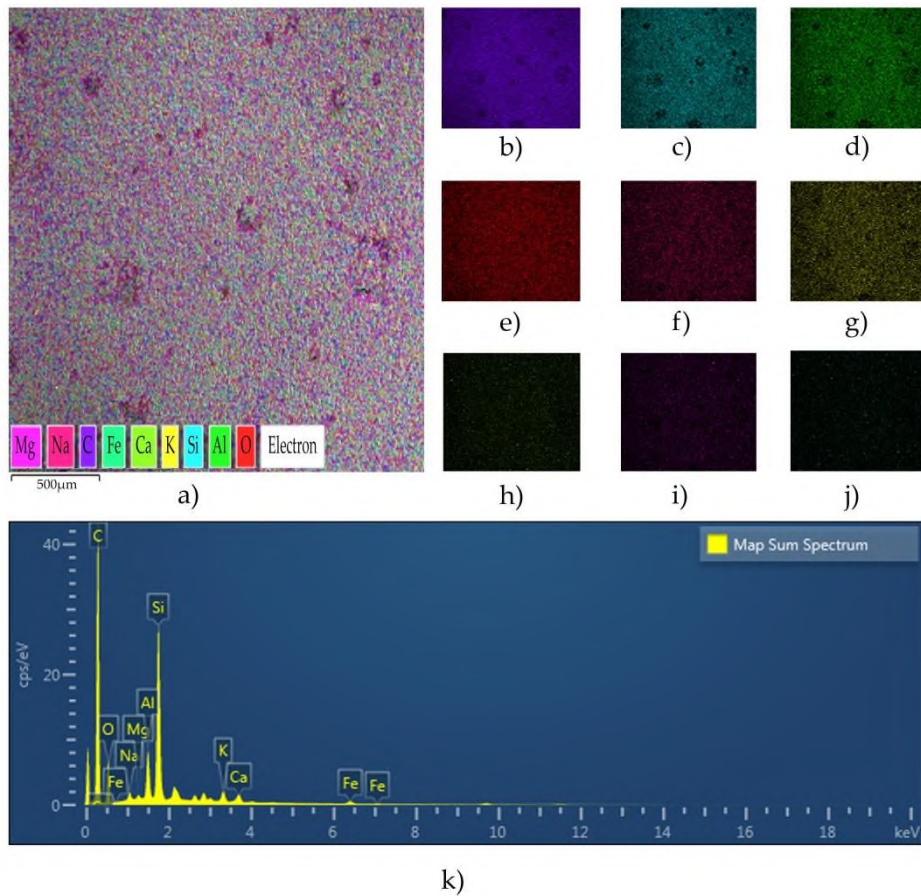 b) c) d)
e) f) g)
Mg Na C Fe Ca K Si Al O Electron
500μm
a) h) i) j)
Map Sum Spectrum
40
20
0
cps/eV
C
Si
Al
O
Mg
Na
Fe
K
Ca
Fe
Fe
0 2 4 6 8 10 12 14 16 18 keV
k)